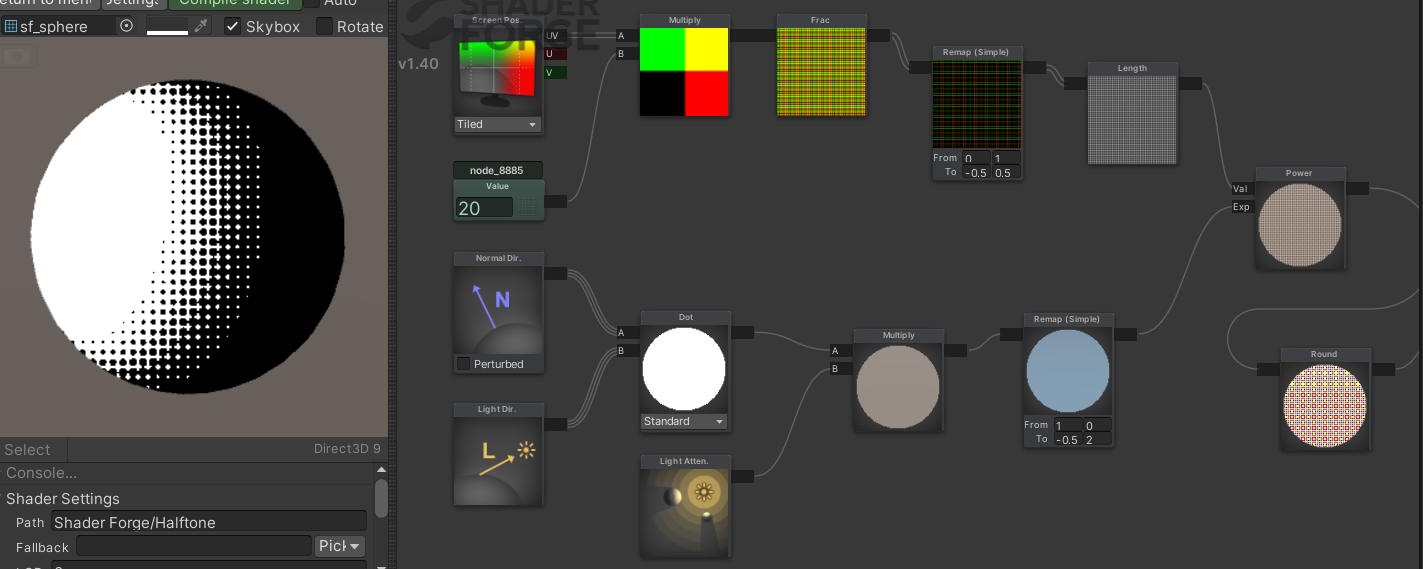 Return to menu Settings Compile shader Auto
sf_sphere Skybox Rotate
SHADER
FORGE
v1.40
Screen Pos.
UV
U
V
Tiled
node_8885
Value
20
Multiply
A
B
Frac
Remap (Simple)
From 0 1
To -0.5 0.5
Length
Power
Val
Exp
Normal Dir.
N
Perturbed
Light Dir.
L
Dot
A
B
Standard
Light Atten.
Multiply
A
B
Remap (Simple)
From 1 0
To -0.5 2
Round
Select Direct3D 9
Console...
Shader Settings
Path Shader Forge/Halftone
Fallback Pick